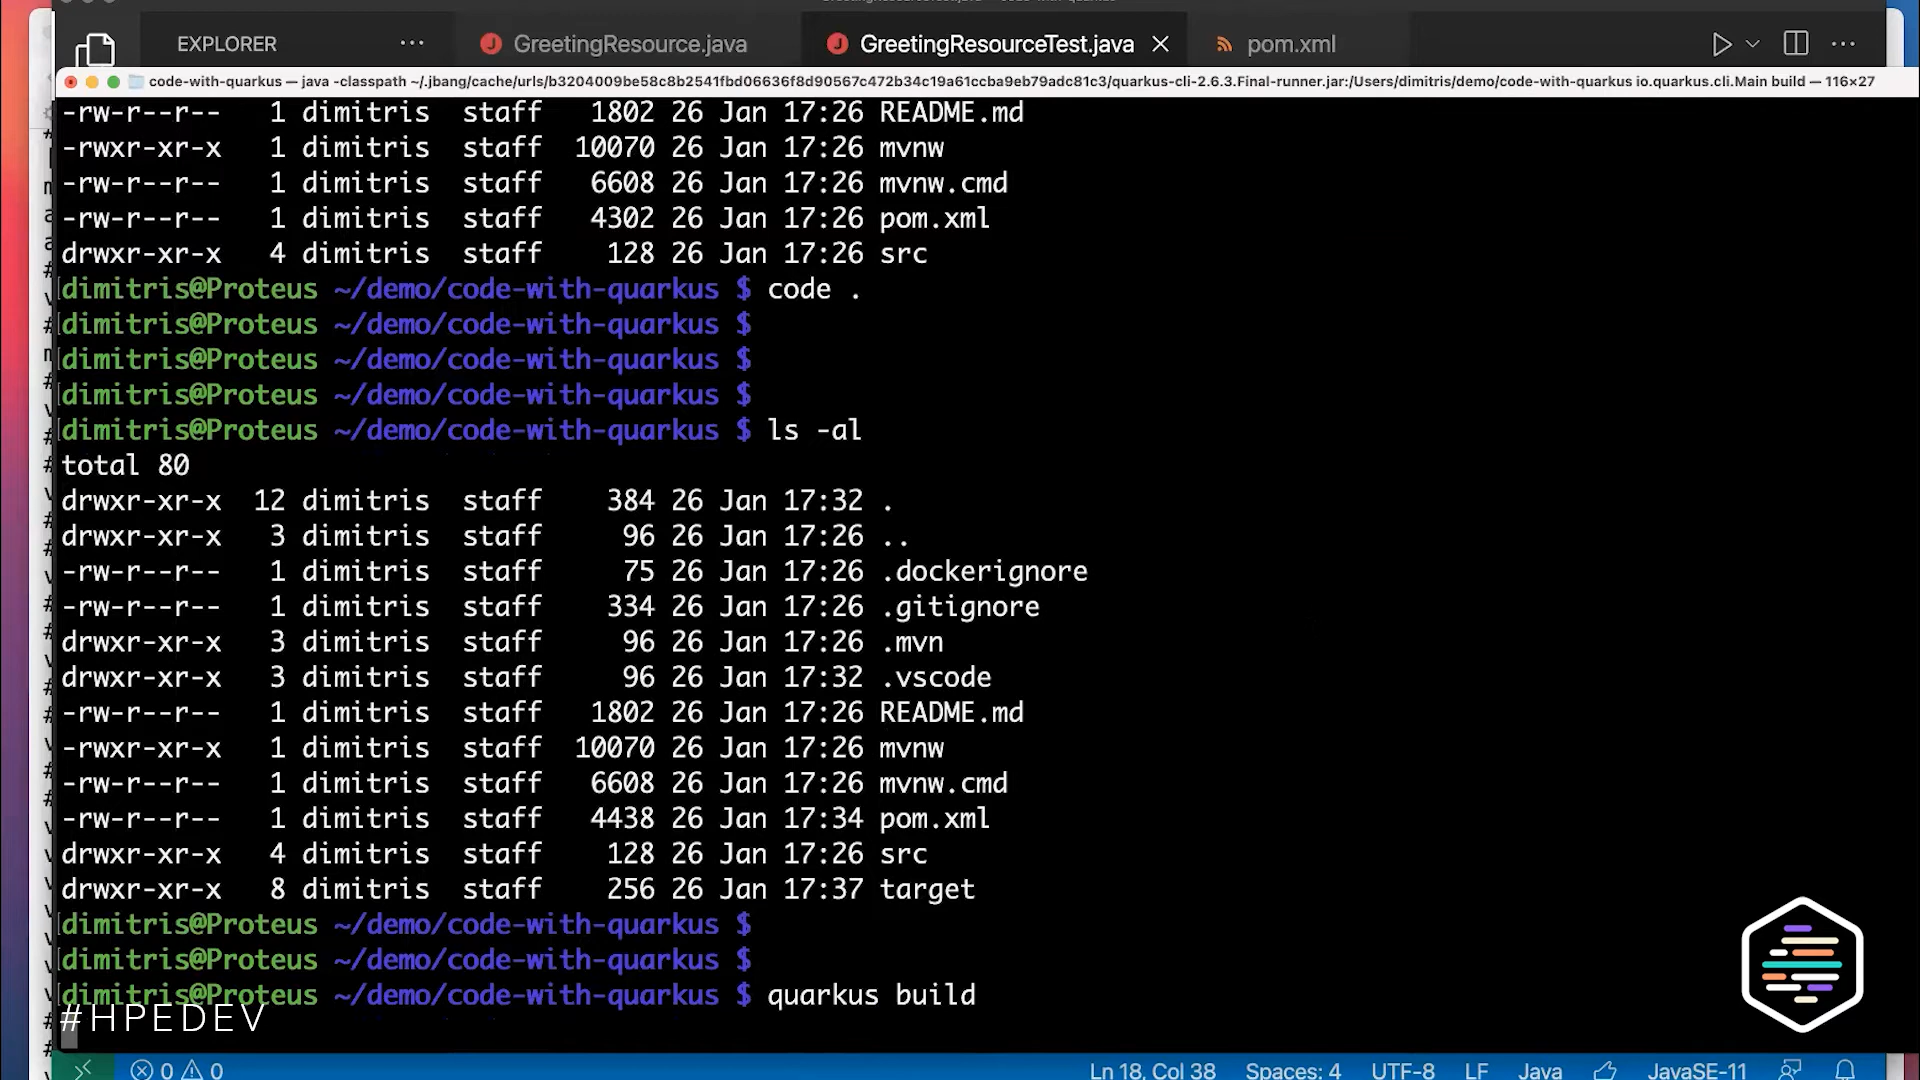 EXPLORER ··· GreetingResource.java GreetingResourceTest.java pom.xml
code-with-quarkus — java -classpath ~/.jbang/cache/urls/b3204009be58c8b2541fbd06636f8d90567c472b34c19a61ccba9eb79adc81c3/quarkus-cli-2.6.3.Final-runner.jar:/Users/dimitris/demo/code-with-quarkus io.quarkus.cli.Main build — 116×27
-rw-r--r--   1 dimitris  staff   1802 26 Jan 17:26 README.md
-rwxr-xr-x   1 dimitris  staff  10070 26 Jan 17:26 mvnw
-rw-r--r--   1 dimitris  staff   6608 26 Jan 17:26 mvnw.cmd
-rw-r--r--   1 dimitris  staff   4302 26 Jan 17:26 pom.xml
drwxr-xr-x   4 dimitris  staff    128 26 Jan 17:26 src
dimitris@Proteus ~/demo/code-with-quarkus $ code .
dimitris@Proteus ~/demo/code-with-quarkus $
dimitris@Proteus ~/demo/code-with-quarkus $
dimitris@Proteus ~/demo/code-with-quarkus $
dimitris@Proteus ~/demo/code-with-quarkus $ ls -al
total 80
drwxr-xr-x  12 dimitris  staff    384 26 Jan 17:32 .
drwxr-xr-x   3 dimitris  staff     96 26 Jan 17:26 ..
-rw-r--r--   1 dimitris  staff     75 26 Jan 17:26 .dockerignore
-rw-r--r--   1 dimitris  staff    334 26 Jan 17:26 .gitignore
drwxr-xr-x   3 dimitris  staff     96 26 Jan 17:26 .mvn
drwxr-xr-x   3 dimitris  staff     96 26 Jan 17:32 .vscode
-rw-r--r--   1 dimitris  staff   1802 26 Jan 17:26 README.md
-rwxr-xr-x   1 dimitris  staff  10070 26 Jan 17:26 mvnw
-rw-r--r--   1 dimitris  staff   6608 26 Jan 17:26 mvnw.cmd
-rw-r--r--   1 dimitris  staff   4438 26 Jan 17:34 pom.xml
drwxr-xr-x   4 dimitris  staff    128 26 Jan 17:26 src
drwxr-xr-x   8 dimitris  staff    256 26 Jan 17:37 target
dimitris@Proteus ~/demo/code-with-quarkus $
dimitris@Proteus ~/demo/code-with-quarkus $
dimitris@Proteus ~/demo/code-with-quarkus $ quarkus build
#HPEDEV
0 0 Ln 18, Col 38 Spaces: 4 UTF-8 LF Java JavaSE-11